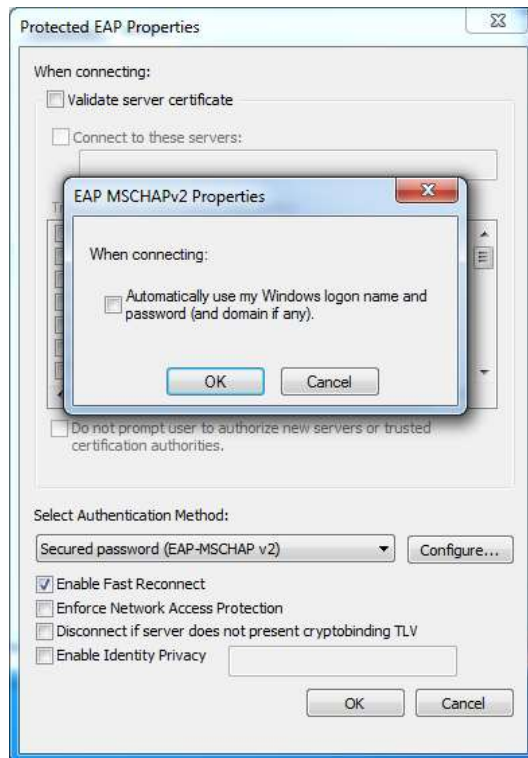 Protected EAP Properties
When connecting:
Validate server certificate
Connect to these servers:
EAP MSCHAPv2 Properties
When connecting:
Automatically use my Windows logon name and
password (and domain if any).
OK Cancel
Do not prompt user to authorize new servers or trusted
certification authorities.
Select Authentication Method:
Secured password (EAP-MSCHAP v2) Configure...
Enable Fast Reconnect
Enforce Network Access Protection
Disconnect if server does not present cryptobinding TLV
Enable Identity Privacy
OK Cancel